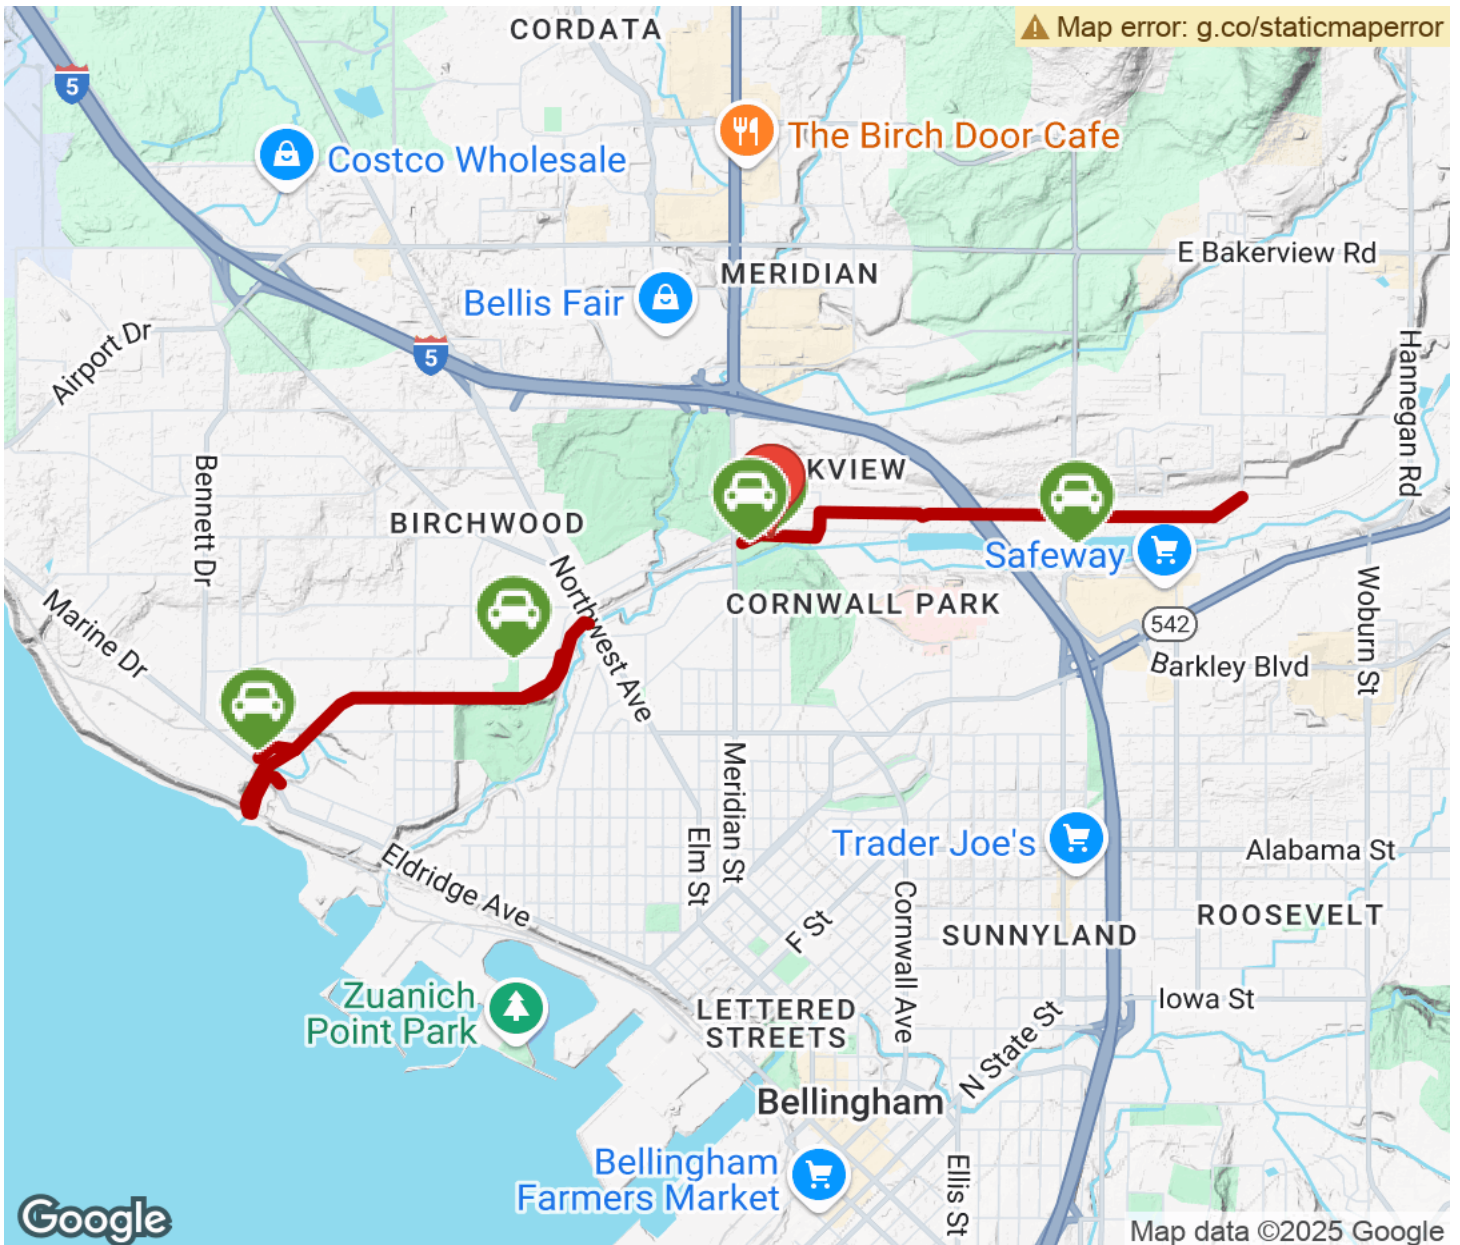 CORDATA
Map error: g.co/staticmaperror
5
The Birch Door Cafe
Costco Wholesale
E Bakerview Rd
MERIDIAN
Bellis Fair
Airport Dr
5
Hannegan Rd
KVIEW
Bennett Dr
BIRCHWOOD
Safeway
Northwest Ave
Marine Dr
CORNWALL PARK
542
Woburn St
Barkley Blvd
Meridian St
Elm St
Trader Joe's
Alabama St
Eldridge Ave
Cornwall Ave
F St
ROOSEVELT
SUNNYLAND
Zuanich
Point Park
LETTERED
STREETS
Iowa St
N State St
Bellingham
Bellingham
Farmers Market
Ellis St
Google
Map data ©2025 Google